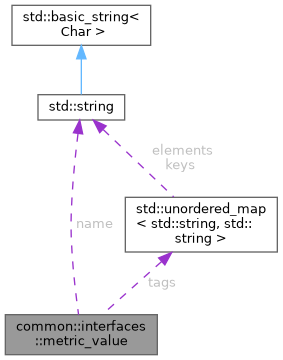 std::basic_string<
Char >
std::string
elements
keys
name
std::unordered_map
< std::string, std::
string >
tags
common::interfaces
::metric_value